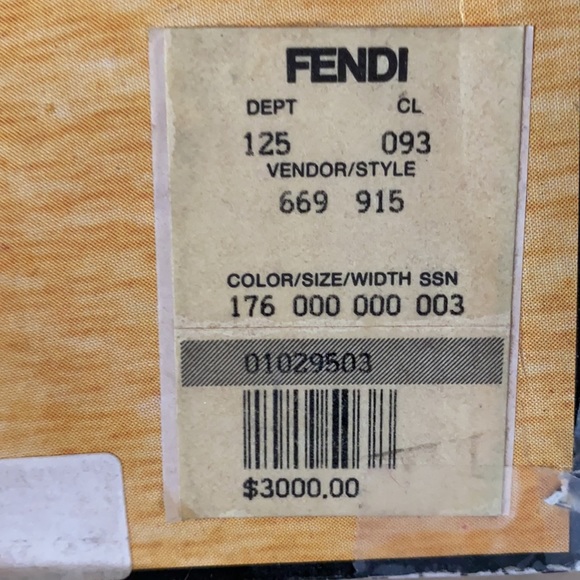 FENDI
DEPT CL
125 093
VENDOR/STYLE
669 915
COLOR/SIZE/WIDTH SSN
176 000 000 003
01029503
$3000.00